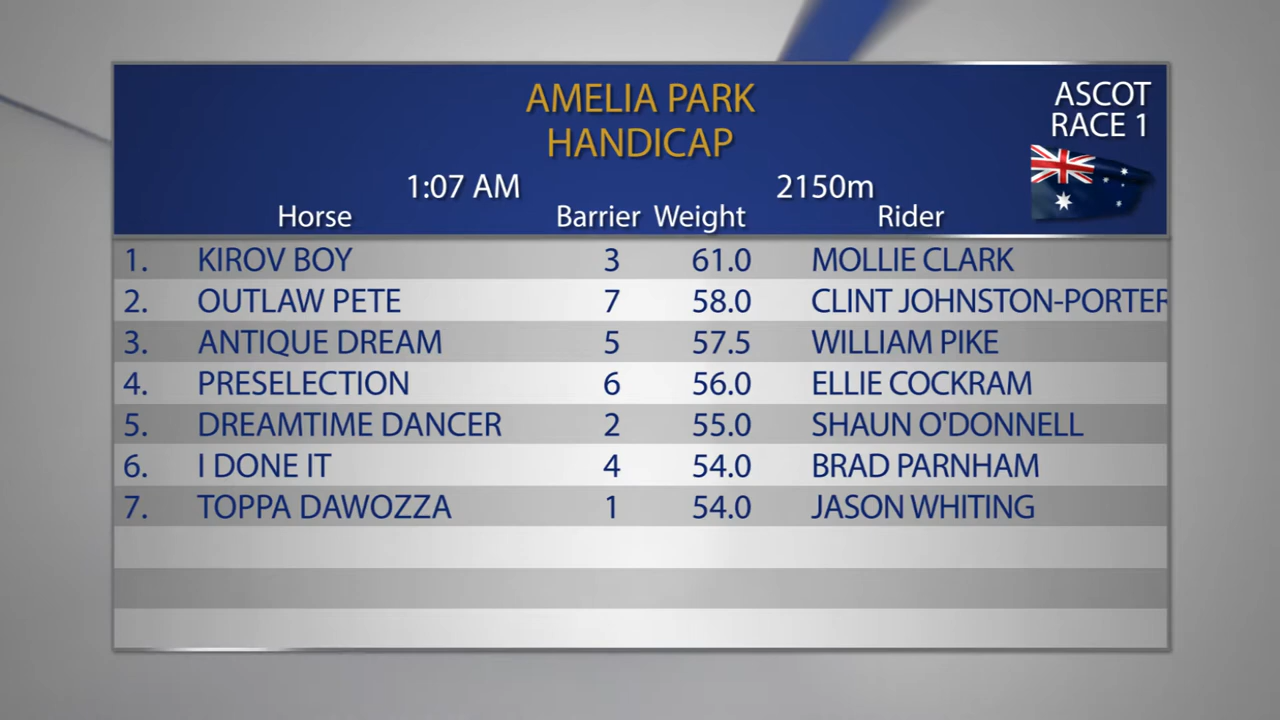 AMELIA PARK
HANDICAP
ASCOT
RACE 1
1:07 AM 2150m
Horse Barrier Weight Rider
1. KIROV BOY 3 61.0 MOLLIE CLARK
2. OUTLAW PETE 7 58.0 CLINT JOHNSTON-PORTER
3. ANTIQUE DREAM 5 57.5 WILLIAM PIKE
4. PRESELECTION 6 56.0 ELLIE COCKRAM
5. DREAMTIME DANCER 2 55.0 SHAUN O'DONNELL
6. I DONE IT 4 54.0 BRAD PARNHAM
7. TOPPA DAWOZZA 1 54.0 JASON WHITING